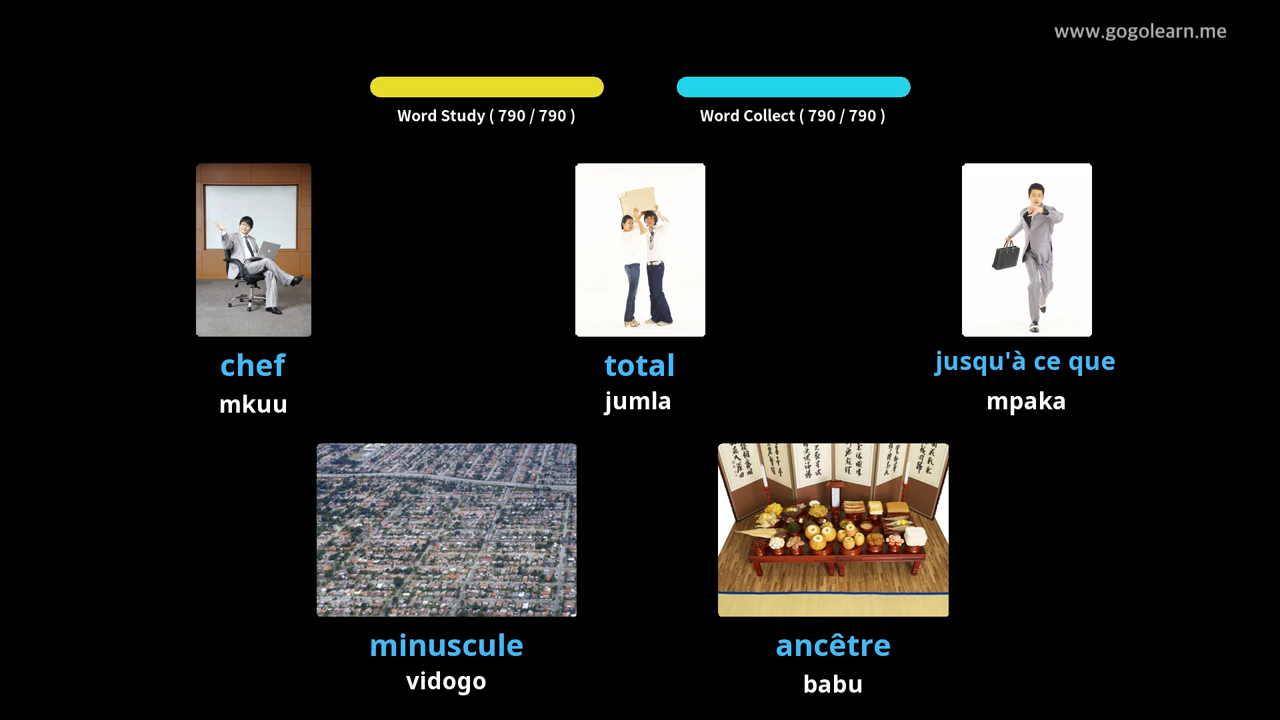 www.gogolearn.me
Word Study ( 790 / 790 )
Word Collect ( 790 / 790 )
chef
mkuu
total
jumla
jusqu'à ce que
mpaka
minuscule
vidogo
ancêtre
babu